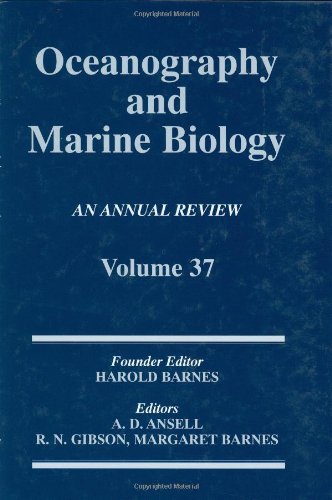 Oceanography
and
Marine Biology
AN ANNUAL REVIEW
Volume 37
Founder Editor
HAROLD BARNES
Editors
A. D. ANSELL
R. N. GIBSON, MARGARET BARNES